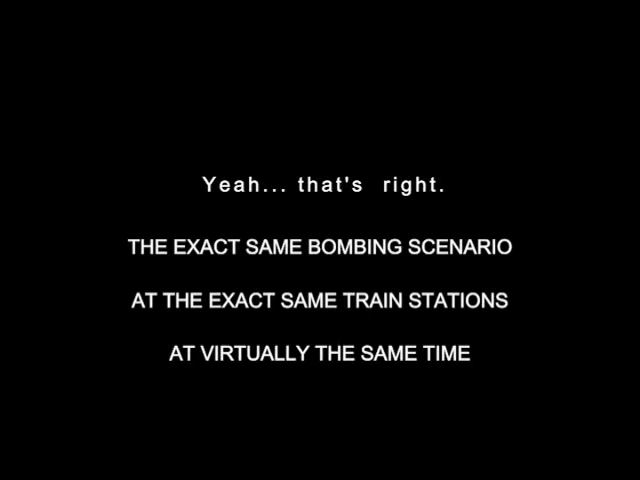 Yeah... that's right.
THE EXACT SAME BOMBING SCENARIO
AT THE EXACT SAME TRAIN STATIONS
AT VIRTUALLY THE SAME TIME